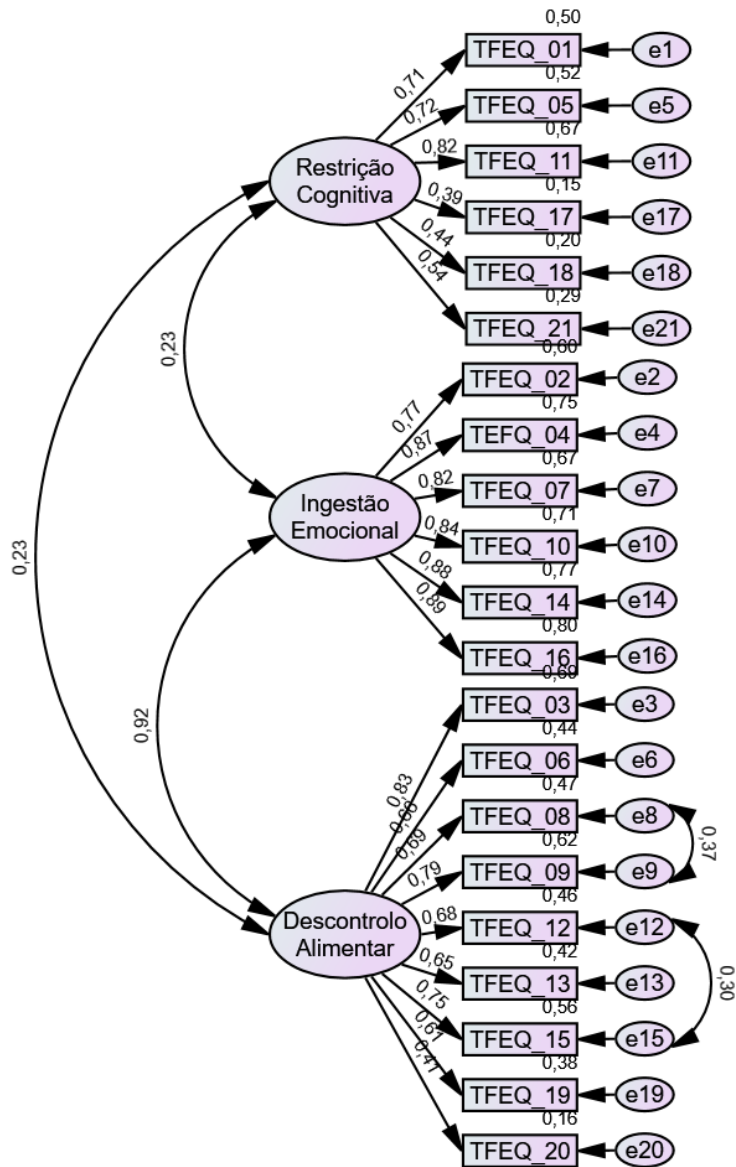 0,50
0,71 TFEQ_01 e1
0,52
0,72 TFEQ_05 e5
0,67
0,82 TFEQ_11 e11
0,15
0,39 TFEQ_17 e17
0,20
0,44 TFEQ_18 e18
0,29
0,54 TFEQ_21 e21
Restrição
Cognitiva
0,23
0,60
0,77 TFEQ_02 e2
0,75
0,87 TEFQ_04 e4
0,67
0,82 TFEQ_07 e7
0,71
0,84 TFEQ_10 e10
0,77
0,88 TFEQ_14 e14
0,80
0,89 TFEQ_16 e16
Ingestão
Emocional
0,23
0,92
0,69
0,83 TFEQ_03 e3
0,44
0,66 TFEQ_06 e6
0,47
0,69 TFEQ_08 e8
0,62
0,79 TFEQ_09 e9
0,37
0,46
0,68 TFEQ_12 e12
0,42
0,65 TFEQ_13 e13
0,56
0,75 TFEQ_15 e15
0,30
0,38
0,61 TFEQ_19 e19
0,16
0,41 TFEQ_20 e20
Descontrolo
Alimentar